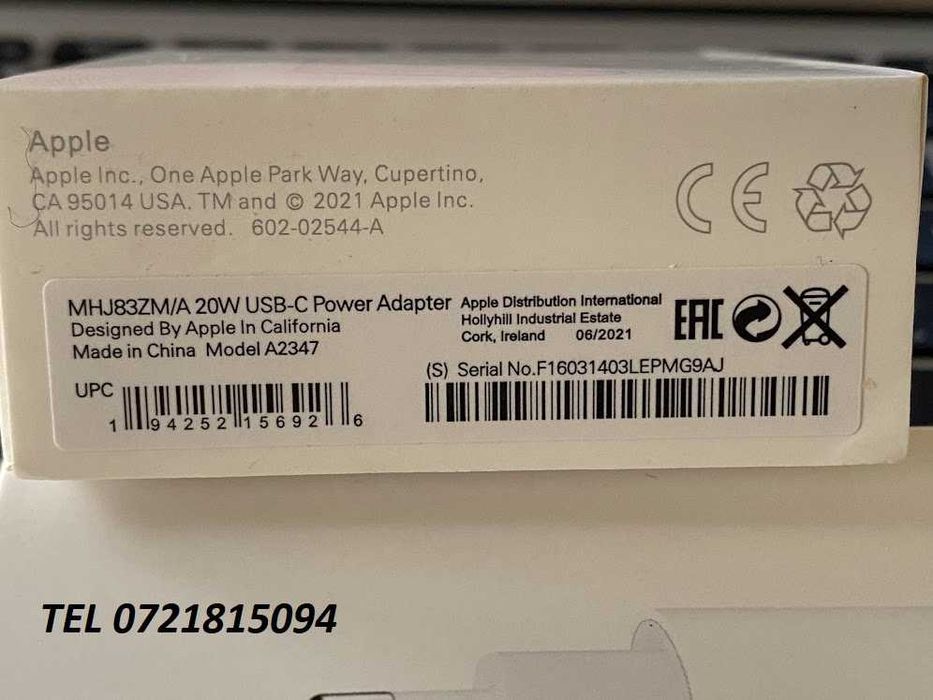 Apple
Apple Inc., One Apple Park Way, Cupertino,
CA 95014 USA. TM and © 2021 Apple Inc.
All rights reserved. 602-02544-A
CE
MHJ83ZM/A 20W USB-C Power Adapter
Designed By Apple In California
Made in China Model A2347
Apple Distribution International
Hollyhill Industrial Estate
Cork, Ireland 06/2021
EAC
(S) Serial No.F16031403LEPMG9AJ
UPC
1 94252 15692 6
TEL 0721815094